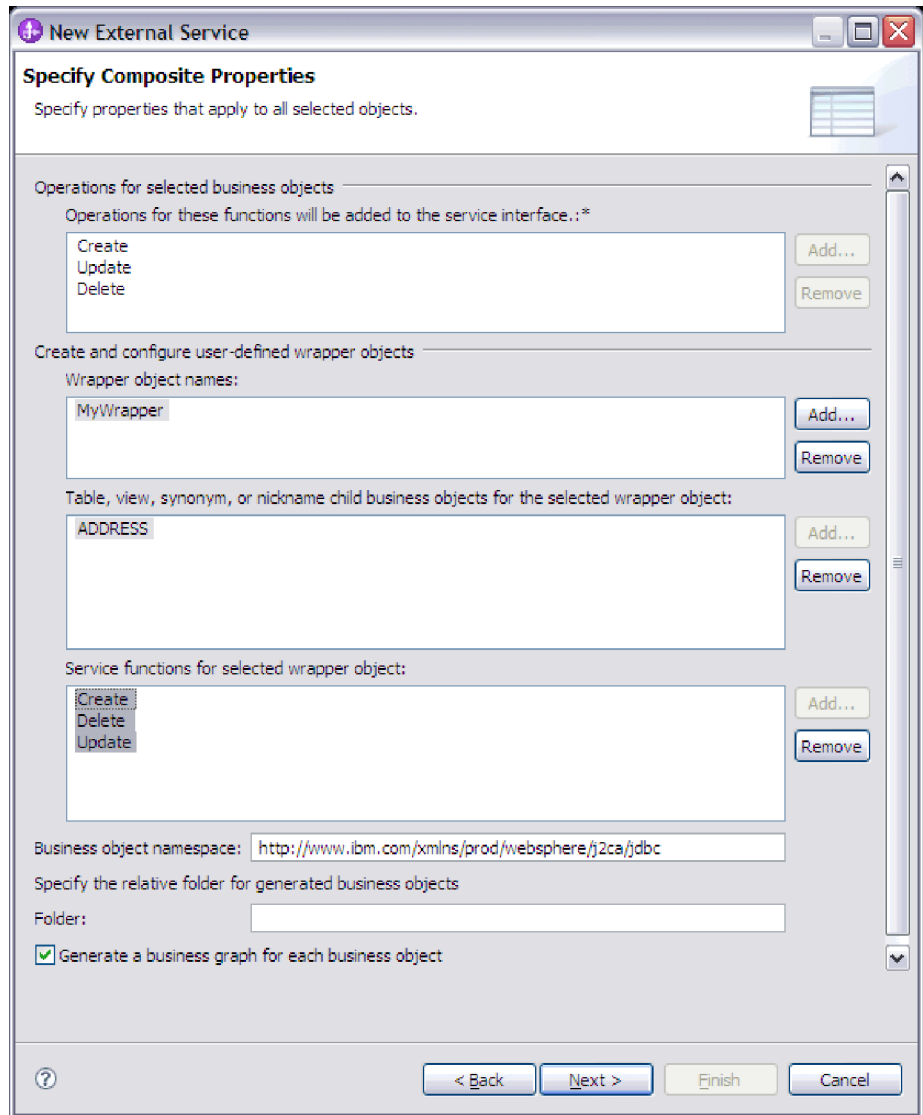 New External Service
Specify Composite Properties
Specify properties that apply to all selected objects.
Operations for selected business objects
Operations for these functions will be added to the service interface.:*
Create
Update
Delete
Add...
Remove
Create and configure user-defined wrapper objects
Wrapper object names:
MyWrapper
Add...
Remove
Table, view, synonym, or nickname child business objects for the selected wrapper object:
ADDRESS
Add...
Remove
Service functions for selected wrapper object:
Create
Delete
Update
Add...
Remove
Business object namespace: http://www.ibm.com/xmlns/prod/websphere/j2ca/jdbc
Specify the relative folder for generated business objects
Folder:
Generate a business graph for each business object
? < Back Next > Finish Cancel